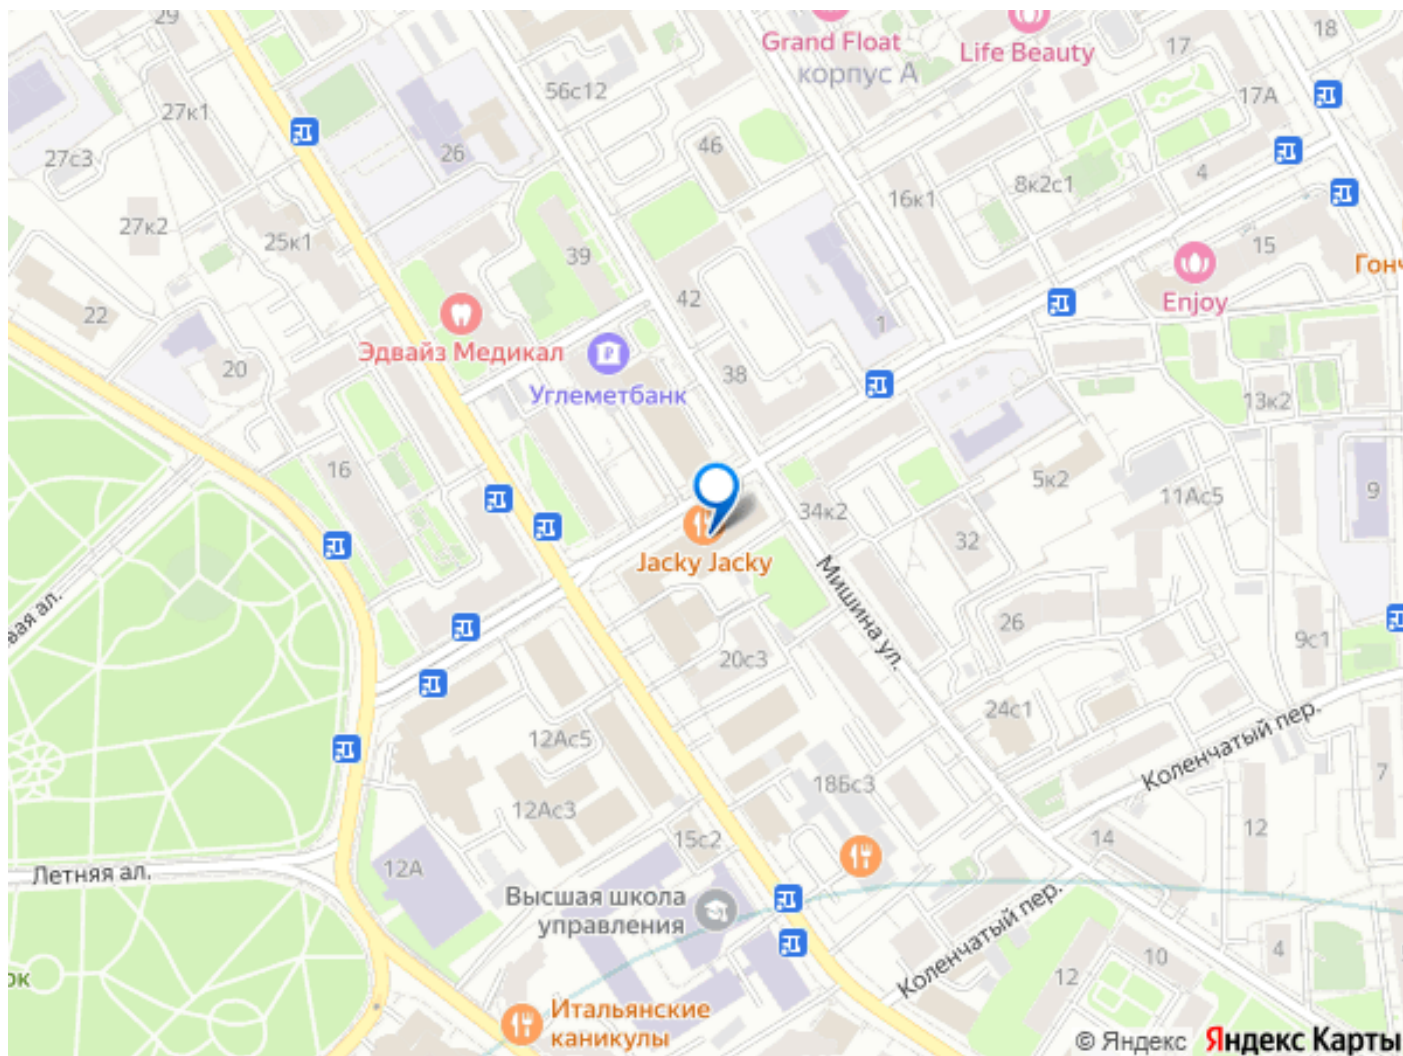 29
Grand Float
корпус А
Life Beauty
17
18
27к1
56с12
17А
27с3
26
46
4
8к2с1
16к1
27к2
25к1
39
15
Гонч
42
Enjoy
22
1
Эдвайз Медикал
20
38
Углеметбанк
13к2
16
5к2
11Ас5
9
34к2
32
Jacky Jacky
Мишина ул.
вая ал.
26
9с1
20с3
24с1
12Ас5
Коленчатый пер.
18Бс3
7
12Ас3
15с2
12
14
12А
Летняя ал.
Высшая школа
управления
Коленчатый пер.
4
10
12
ок
Итальянские
каникулы
© Яндекс Яндекс Карты